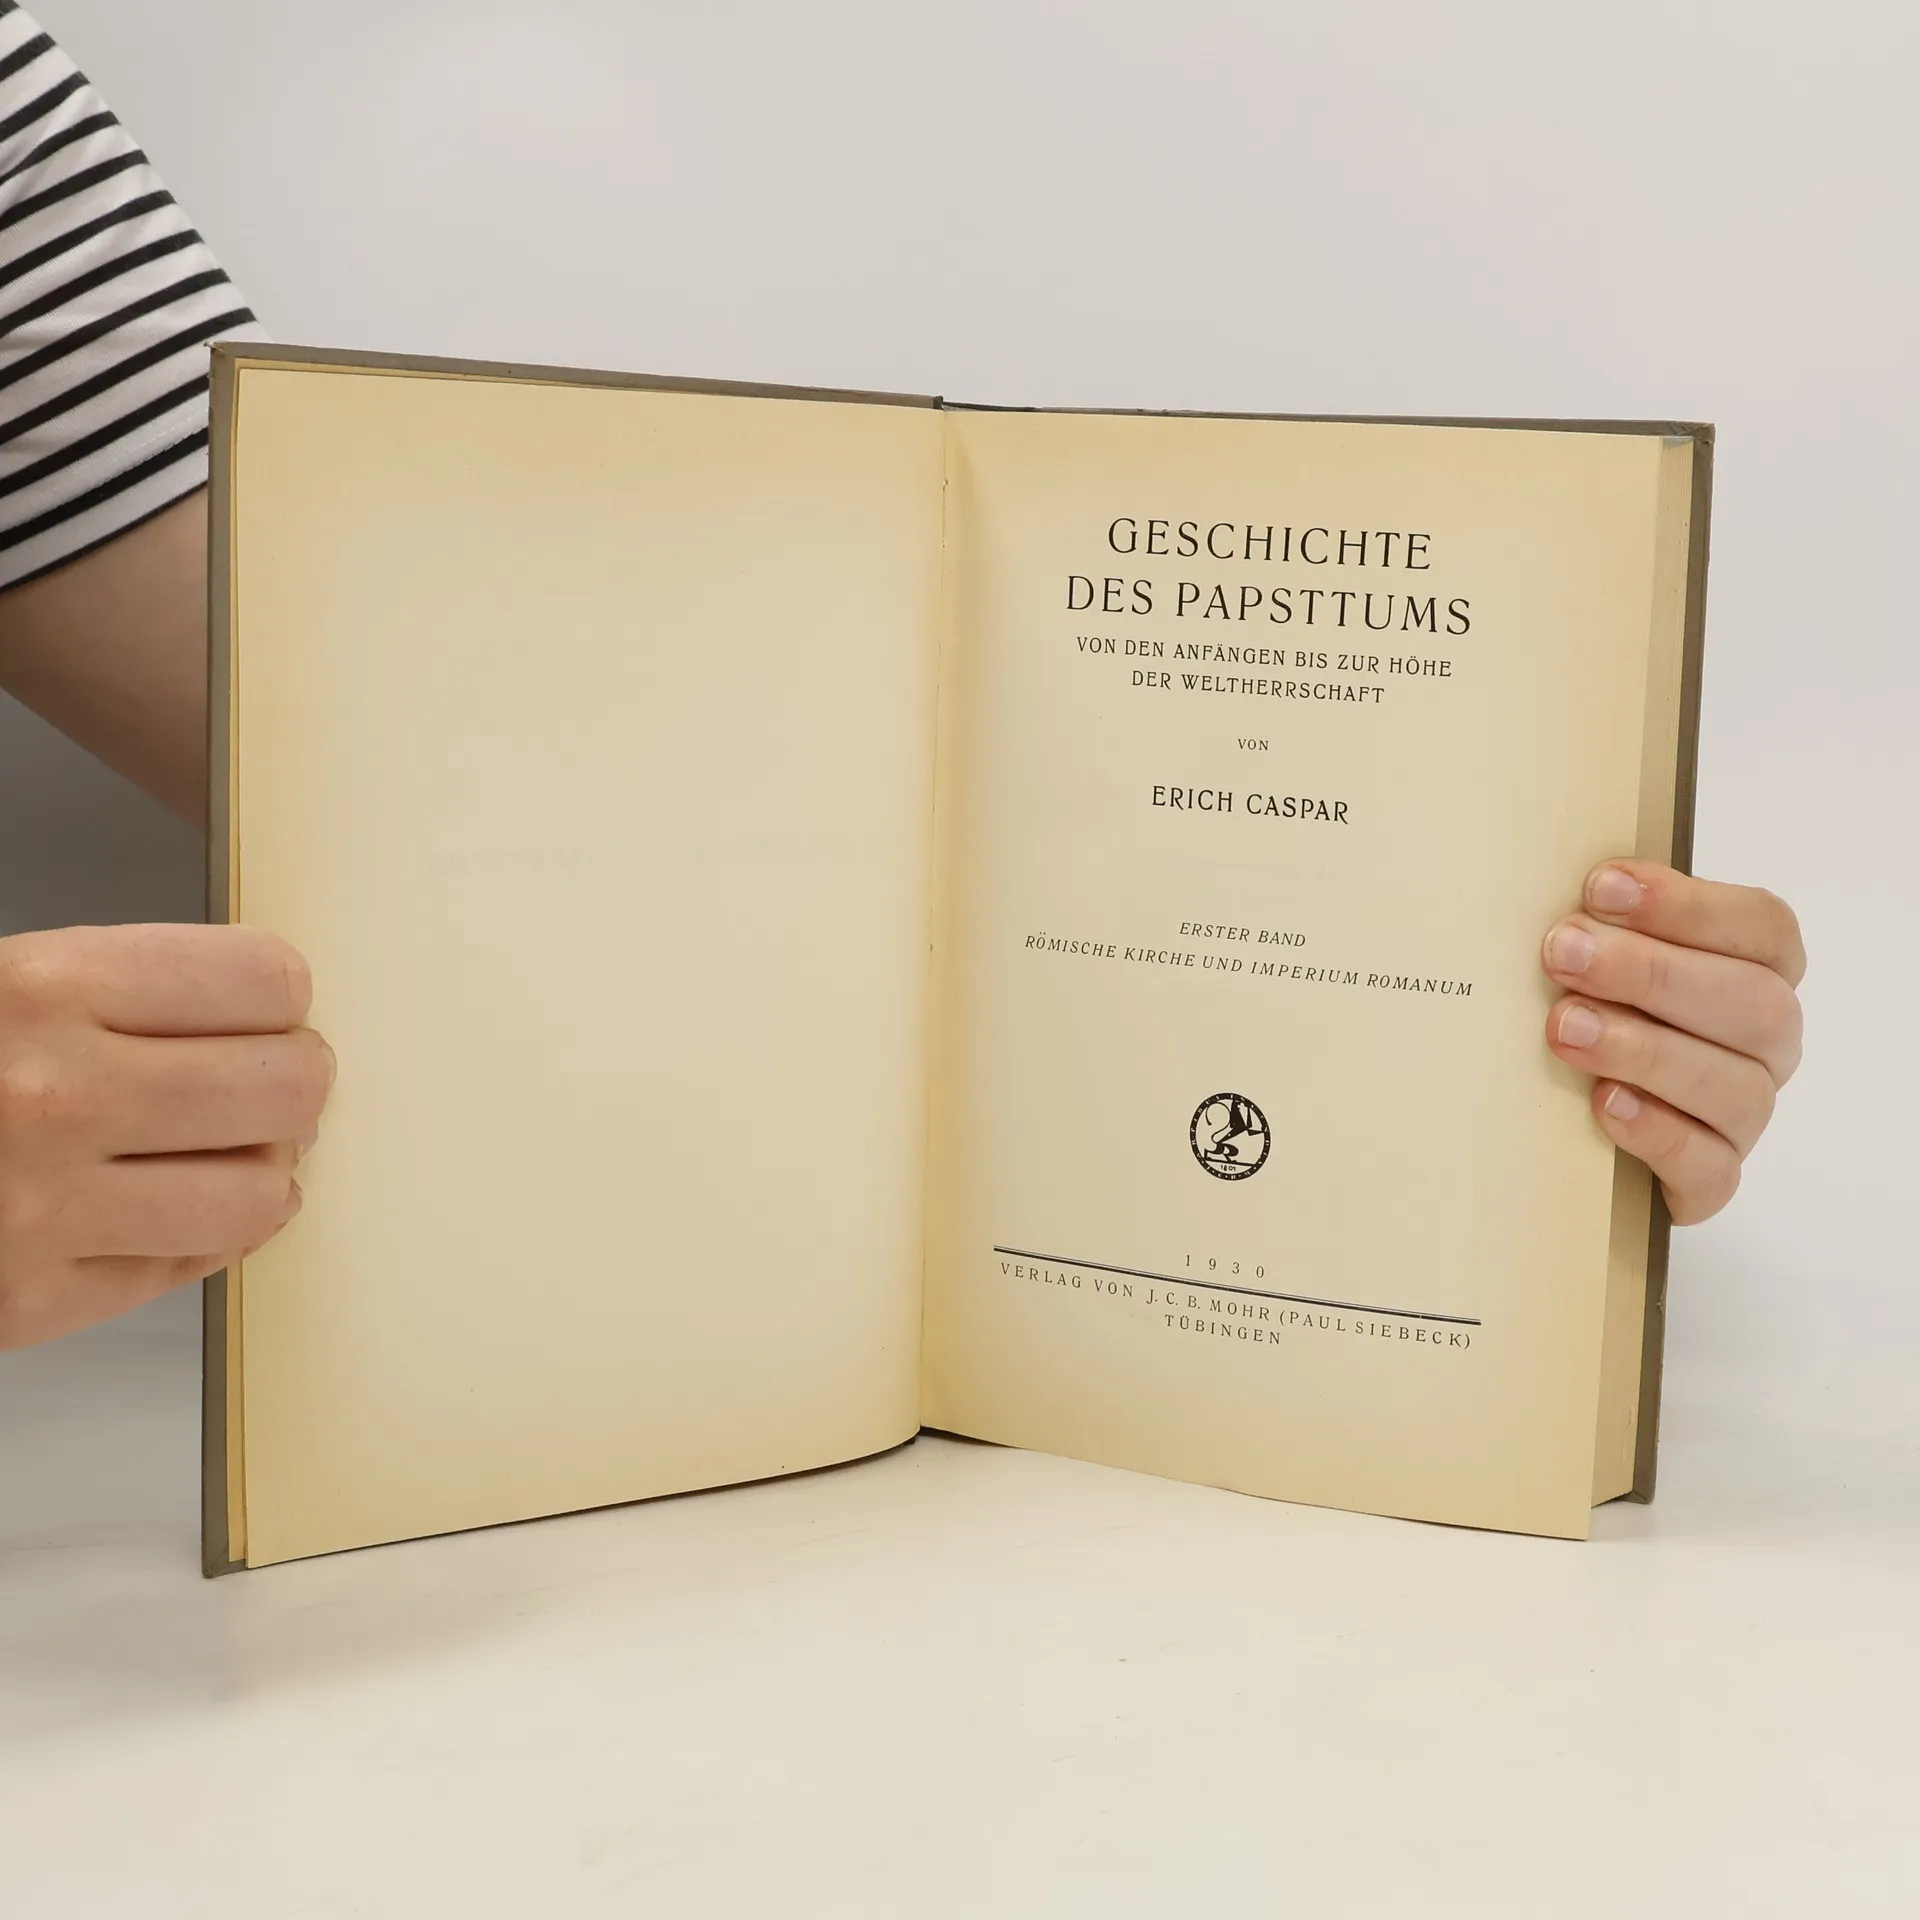 GESCHICHTE
DES PAPSTTUMS
VON DEN ANFÄNGEN BIS ZUR HÖHE
DER WELTHERRSCHAFT
VON
ERICH CASPAR
ERSTER BAND
RÖMISCHE KIRCHE UND IMPERIUM ROMANUM
1801
1930
VERLAG VON J. C. B. MOHR (PAUL SIEBECK)
TÜBINGEN